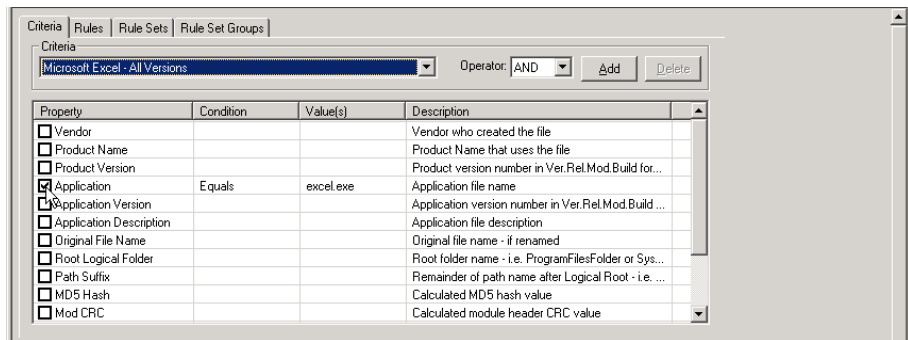 Criteria Rules Rule Sets Rule Set Groups
Criteria
Microsoft Excel - All Versions Operator: AND Add Delete
Property Condition Value(s) Description
Vendor Vendor who created the file
Product Name Product Name that uses the file
Product Version Product version number in Ver.Rel.Mod.Build for...
Application Equals excel.exe Application file name
Application Version Application version number in Ver.Rel.Mod.Build ...
Application Description Application file description
Original File Name Original file name - if renamed
Root Logical Folder Root folder name - i.e. ProgramFilesFolder or Sys...
Path Suffix Remainder of path name after Logical Root - i.e. ...
MD5 Hash Calculated MD5 hash value
Mod CRC Calculated module header CRC value